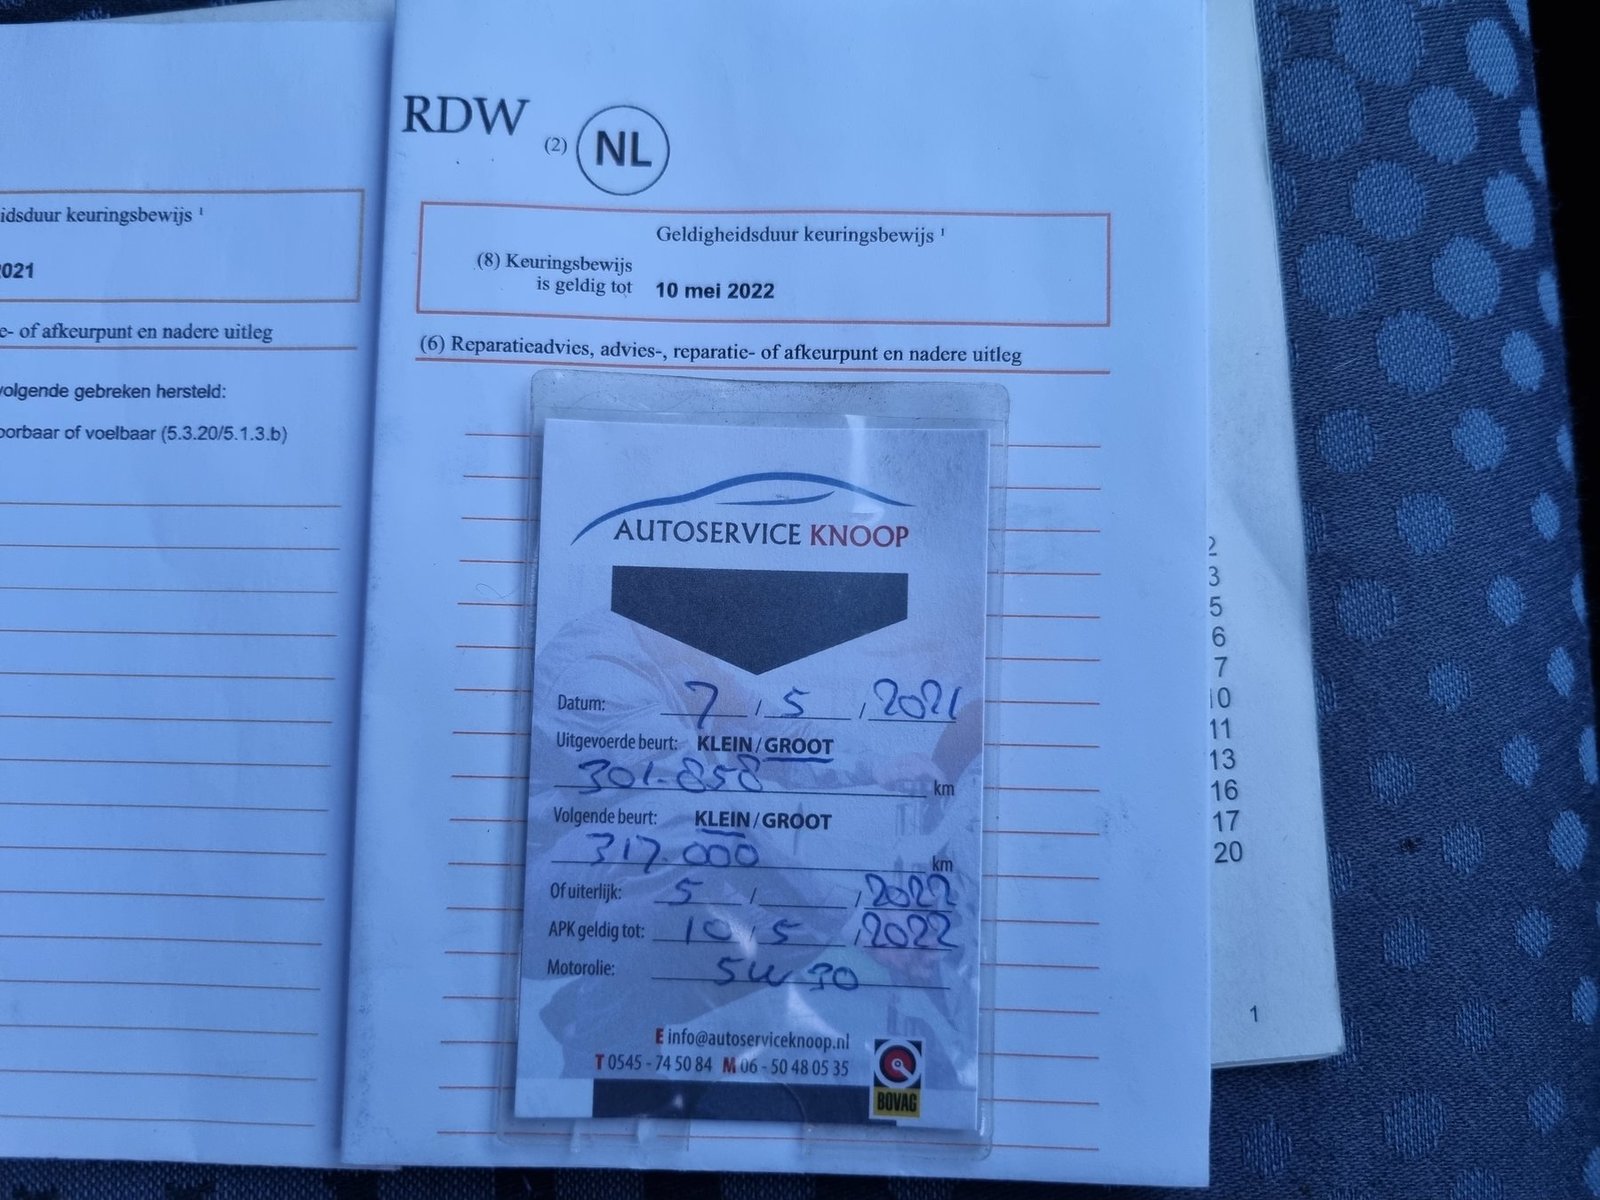 idsduur keuringsbewijs ¹
021
e- of afkeurpunt en nadere uitleg
volgende gebreken hersteld:
oorbaar of voelbaar (5.3.20/5.1.3.b)
RDW (2) NL
Geldigheidsduur keuringsbewijs ¹
(8) Keuringsbewijs
is geldig tot 10 mei 2022
(6) Reparatieadvies, advies-, reparatie- of afkeurpunt en nadere uitleg
AUTOSERVICE KNOOP
Datum: 7 / 5 / 2021
Uitgevoerde beurt: KLEIN / GROOT
301.858 km
Volgende beurt: KLEIN / GROOT
317.000 km
Of uiterlijk: 5 / / 2022
APK geldig tot: 10 / 5 / 2022
Motorolie: 5W30
E info@autoserviceknoop.nl
T 0545 - 74 50 84 M 06 - 50 48 05 35
BOVAG
2
3
5
6
7
10
11
13
16
17
20
1